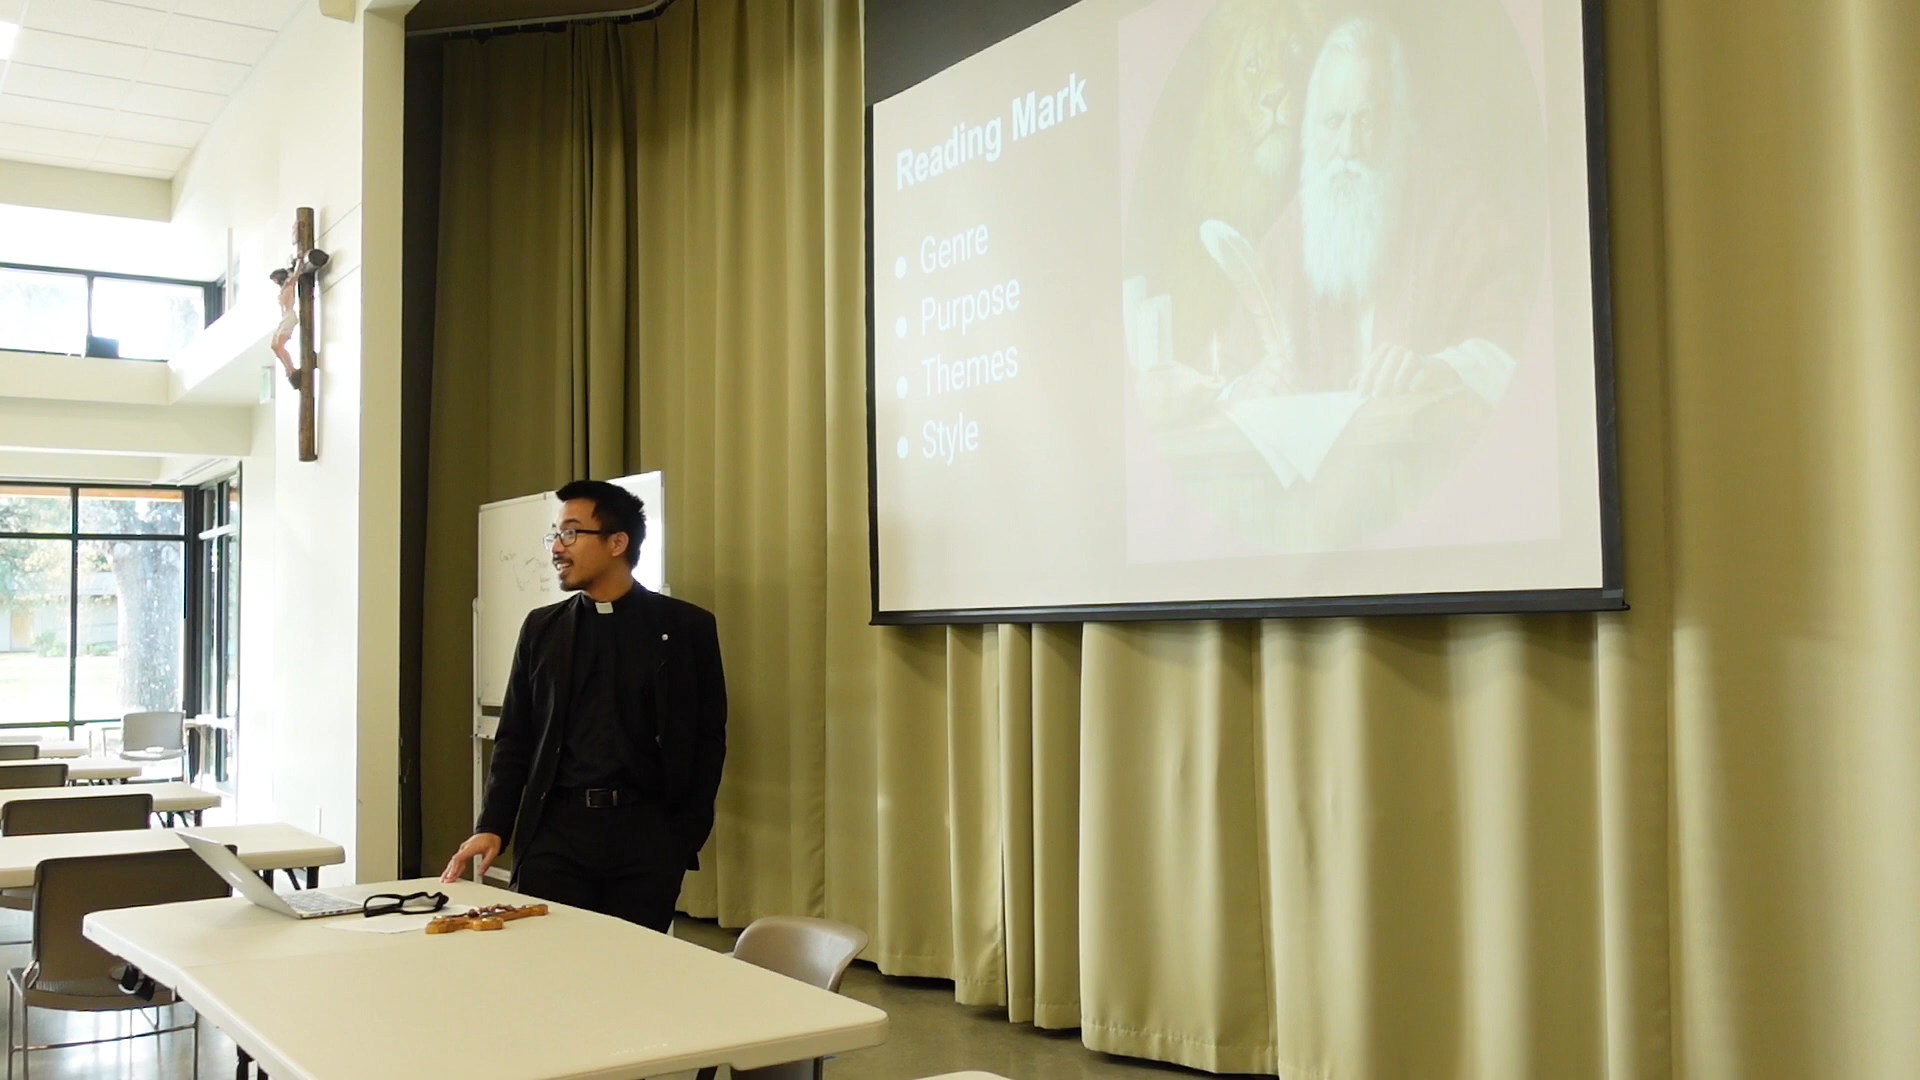 Reading Mark
Genre
Purpose
Themes
Style